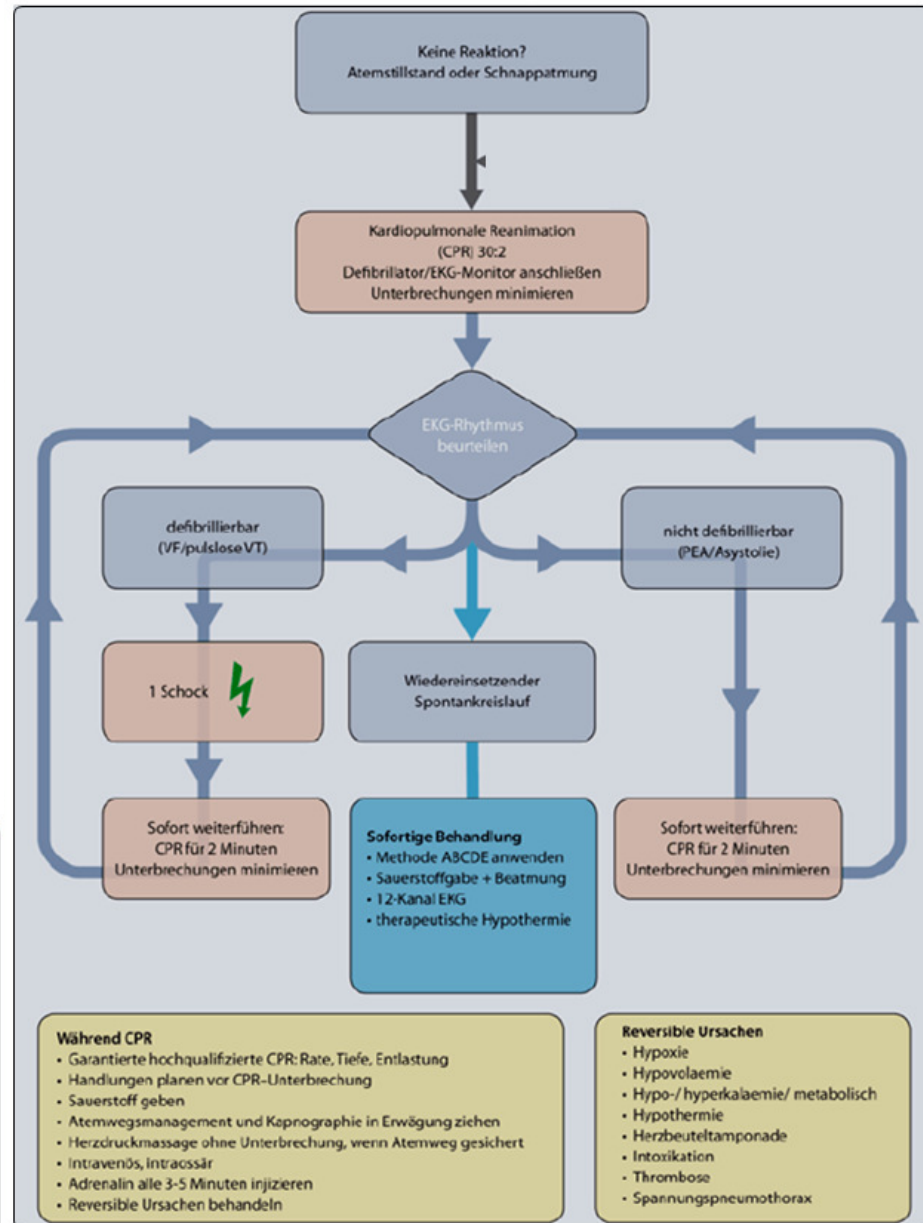 Keine Reaktion?
Atemstillstand oder Schnappatmung
Kardiopulmonale Reanimation
(CPR) 30:2
Defibrillator/EKG-Monitor anschließen
Unterbrechungen minimieren
EKG-Rhythmus
beurteilen
defibrillierbar
(VF/pulslose VT)
nicht defibrillierbar
(PEA/Asystolie)
1 Schock
Wiedereinsetzender
Spontankreislauf
Sofort weiterführen:
CPR für 2 Minuten
Unterbrechungen minimieren
Sofortige Behandlung
• Methode ABCDE anwenden
• Sauerstoffgabe + Beatmung
• 12-Kanal EKG
• therapeutische Hypothermie
Sofort weiterführen:
CPR für 2 Minuten
Unterbrechungen minimieren
Während CPR
• Garantierte hochqualifizierte CPR: Rate, Tiefe, Entlastung
• Handlungen planen vor CPR-Unterbrechung
• Sauerstoff geben
• Atemwegsmanagement und Kapnographie in Erwägung ziehen
• Herzdruckmassage ohne Unterbrechung, wenn Atemweg gesichert
• Intravenös, intraossär
• Adrenalin alle 3-5 Minuten injizieren
• Reversible Ursachen behandeln
Reversible Ursachen
• Hypoxie
• Hypovolaemie
• Hypo-/ hyperkalaemie/ metabolisch
• Hypothermie
• Herzbeuteltamponade
• Intoxikation
• Thrombose
• Spannungspneumothorax